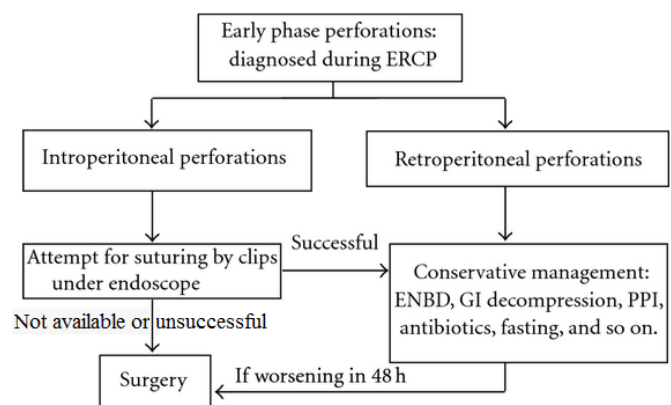 Early phase perforations:
diagnosed during ERCP
Introperitoneal perforations
Retroperitoneal perforations
Attempt for suturing by clips
under endoscope
Successful
Conservative management:
ENBD, GI decompression, PPI,
antibiotics, fasting, and so on.
Not available or unsuccessful
Surgery
If worsening in 48 h